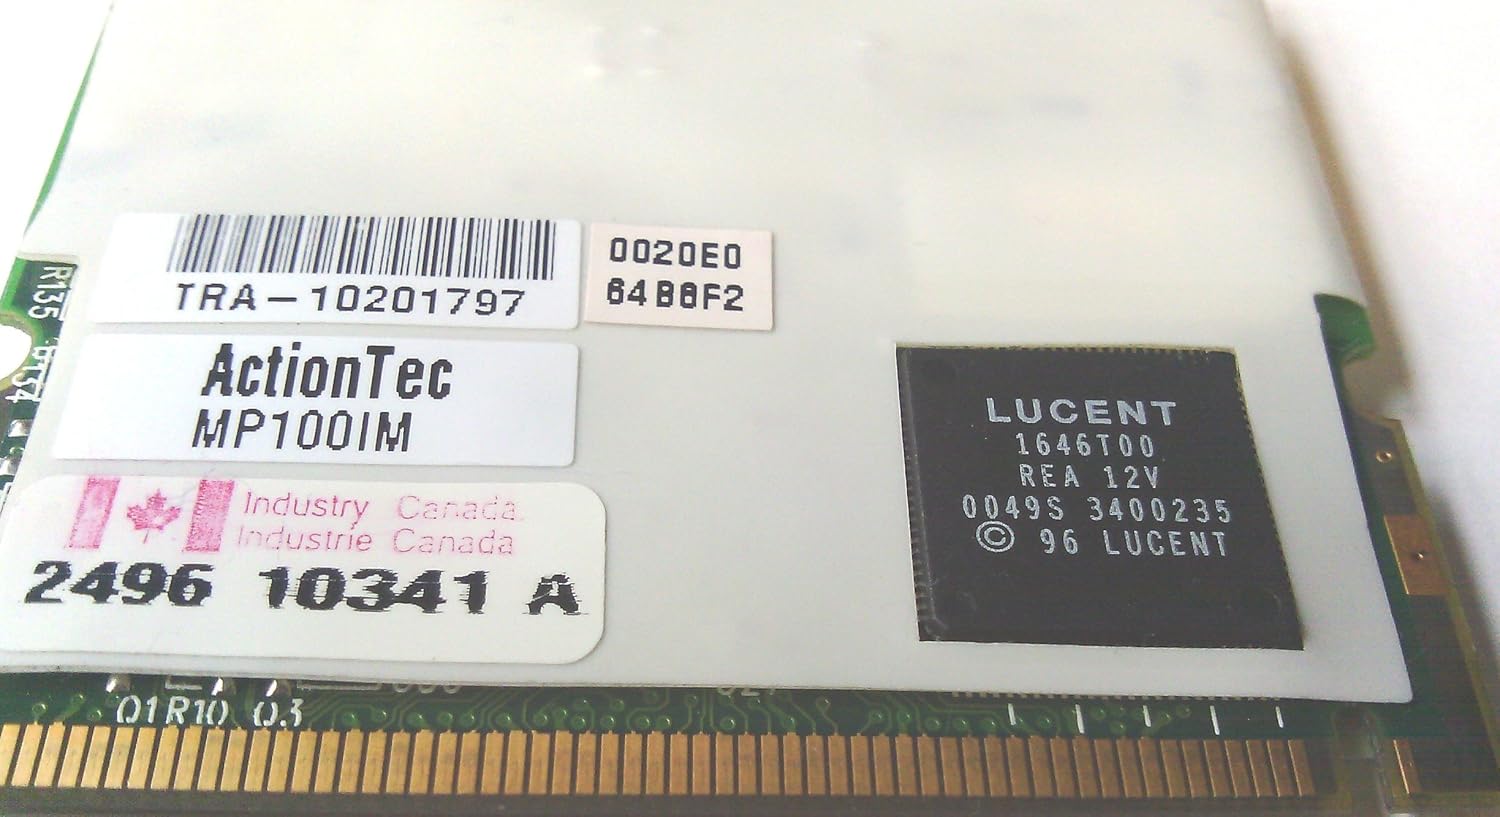 TRA-10201797
0020E0
64B8F2
ActionTec
MP100IM
Industry Canada
Industrie Canada
2496 10341 A
LUCENT
1646T00
REA 12V
0049S 3400235
© 96 LUCENT
R135